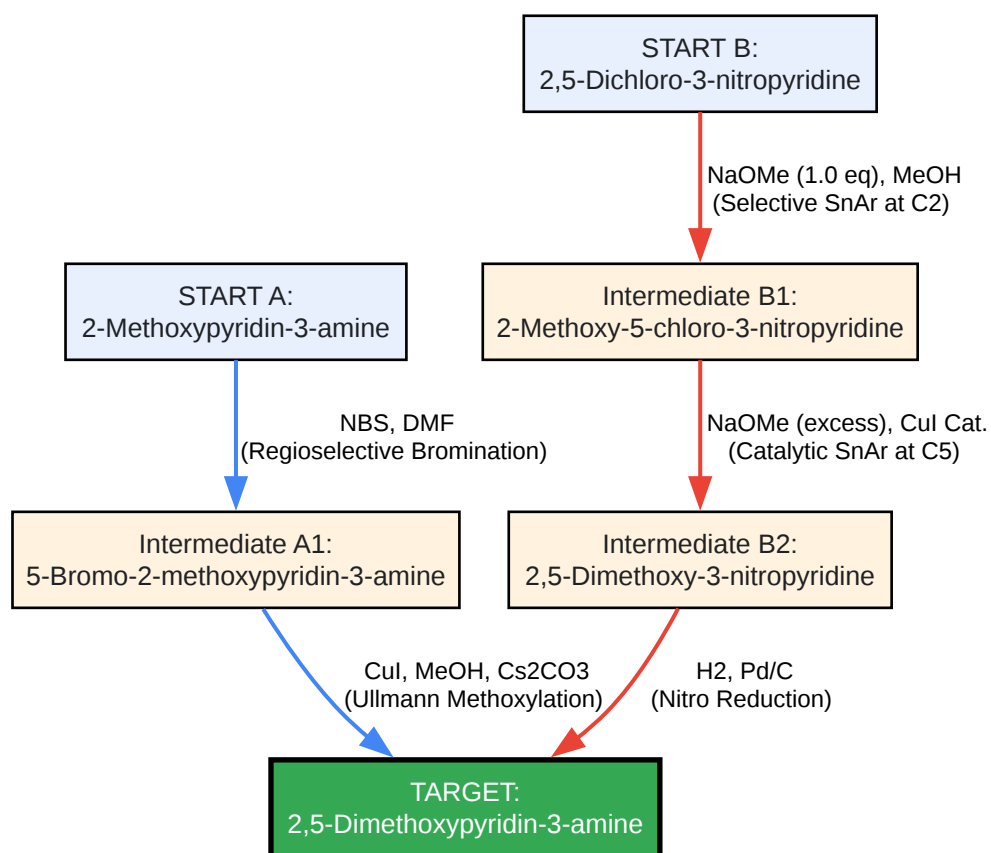 START B:
2,5-Dichloro-3-nitropyridine
NaOMe (1.0 eq), MeOH
(Selective SnAr at C2)
START A:
2-Methoxypyridin-3-amine
Intermediate B1:
2-Methoxy-5-chloro-3-nitropyridine
NBS, DMF
(Regioselective Bromination)
NaOMe (excess), CuI Cat.
(Catalytic SnAr at C5)
Intermediate A1:
5-Bromo-2-methoxypyridin-3-amine
Intermediate B2:
2,5-Dimethoxy-3-nitropyridine
CuI, MeOH, Cs2CO3
(Ullmann Methoxylation)
H2, Pd/C
(Nitro Reduction)
TARGET:
2,5-Dimethoxypyridin-3-amine